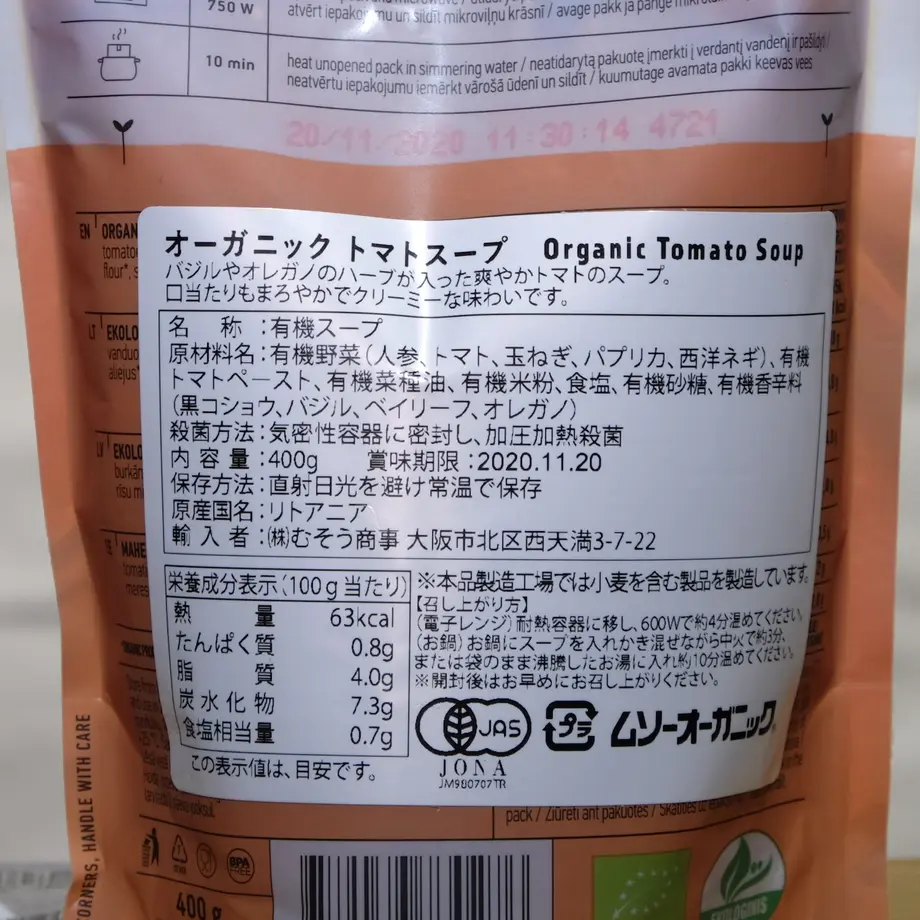 750 W
atvērt iepakojumu un sildīt mikroviļņu krāsnī / avage pakk ja pange
10 min
heat unopened pack in simmering water / neatidarytą pakuotę įmerkti į verdantį vandenį ir pašildyti /
neatvērtu iepakojumu iemērkt vārošā ūdenī un sildīt / kuumutage avamata pakki keevas vees
20/11/2020 11:30:14 4721
EN ORGAN
tomatoe
flour*, s
LT EKOLO
vanduo
aliejus*
LV EKOLO
burkān
rīsu m
MAHE
tomati
オーガニック トマトスープ Organic Tomato Soup
バジルやオレガノのハーブが入った爽やかトマトのスープ。
口当たりもまろやかでクリーミーな味わいです。
名 称:有機スープ
原材料名:有機野菜(人参、トマト、玉ねぎ、パプリカ、西洋ネギ)、有機
トマトペースト、有機菜種油、有機米粉、食塩、有機砂糖、有機香辛料
(黒コショウ、バジル、ベイリーフ、オレガノ)
殺菌方法:気密性容器に密封し、加圧加熱殺菌
内 容 量:400g 賞味期限:2020.11.20
保存方法:直射日光を避け常温で保存
原産国名:リトアニア
輸 入 者:㈱むそう商事 大阪市北区西天満3-7-22
栄養成分表示(100g当たり)
熱 量 63kcal
たんぱく質 0.8g
脂 質 4.0g
炭水化物 7.3g
食塩相当量 0.7g
この表示値は、目安です。
※本品製造工場では小麦を含む製品を製造しています。
【召し上がり方】
(電子レンジ)耐熱容器に移し、600Wで約4分温めてください。
(お鍋)お鍋にスープを入れかき混ぜながら中火で約3分、
または袋のまま沸騰したお湯に入れ約10分温めてください。
※開封後はお早めにお召し上がりください。
JAS
プラ
ムソーオーガニック
JONA
JM980707TR
pack / Žiūrėti ant pakuotės / Skatīties uz
CORNERS, HANDLE WITH CARE
BPA
FREE
400 g